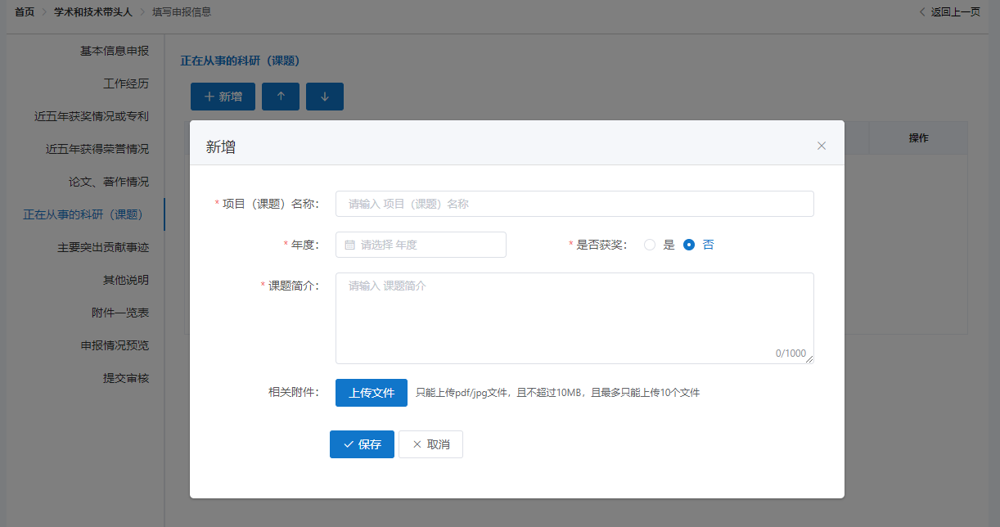 首页 > 学术和技术带头人 > 填写申报信息
返回上一页
基本信息申报
工作经历
近五年获奖情况或专利
近五年获得荣誉情况
论文、著作情况
正在从事的科研（课题）
主要突出贡献事迹
其他说明
附件一览表
申报情况预览
提交审核
正在从事的科研（课题）
+ 新增 ↑ ↓
操作
新增
* 项目（课题）名称： 请输入 项目（课题）名称
* 年度： 请选择 年度 * 是否获奖： 是 否
* 课题简介： 请输入 课题简介
0/1000
相关附件： 上传文件 只能上传pdf/jpg文件，且不超过10MB，且最多只能上传10个文件
保存 取消